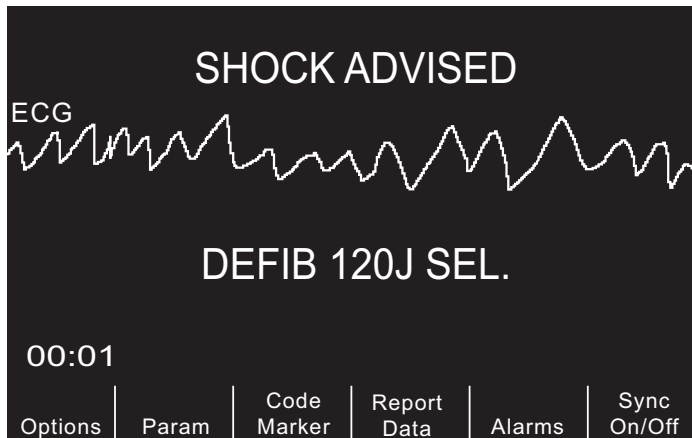 SHOCK ADVISED
ECG
DEFIB 120J SEL.
00:01
Options
Param
Code
Marker
Report
Data
Alarms
Sync
On/Off